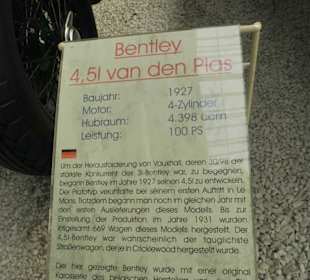 Bentley
4,5l van den Plas
Baujahr: 1927
Motor: 4-Zylinder
Hubraum: 4.398 ccm
Leistung: 100 PS
Um der Herausforderung von Vauxhall, deren 30/98 der
stärkste Konkurrent der 3l-Bentley war, zu begegnen,
begann Bentley im Jahre 1927 seinen 4,5l zu entwickeln.
Der Prototyp verunfallte bei seinem ersten Auftritt in Le
Mans. Trotzdem begann man noch im gleichen Jahr mit
den ersten Auslieferungen dieses Modells. Bis zur
Einstellung der Produktion im Jahre 1931, wurden
insgesamt 669 Wagen dieses Modells hergestellt. Der
4,5l-Bentley war wahrscheinlich der tauglichste
Straßenwagen, der je in Cricklewood hergestellt wurde.
Der hier gezeigte Bentley wurde mit einer original
Karosserie des belgischen Herstellers